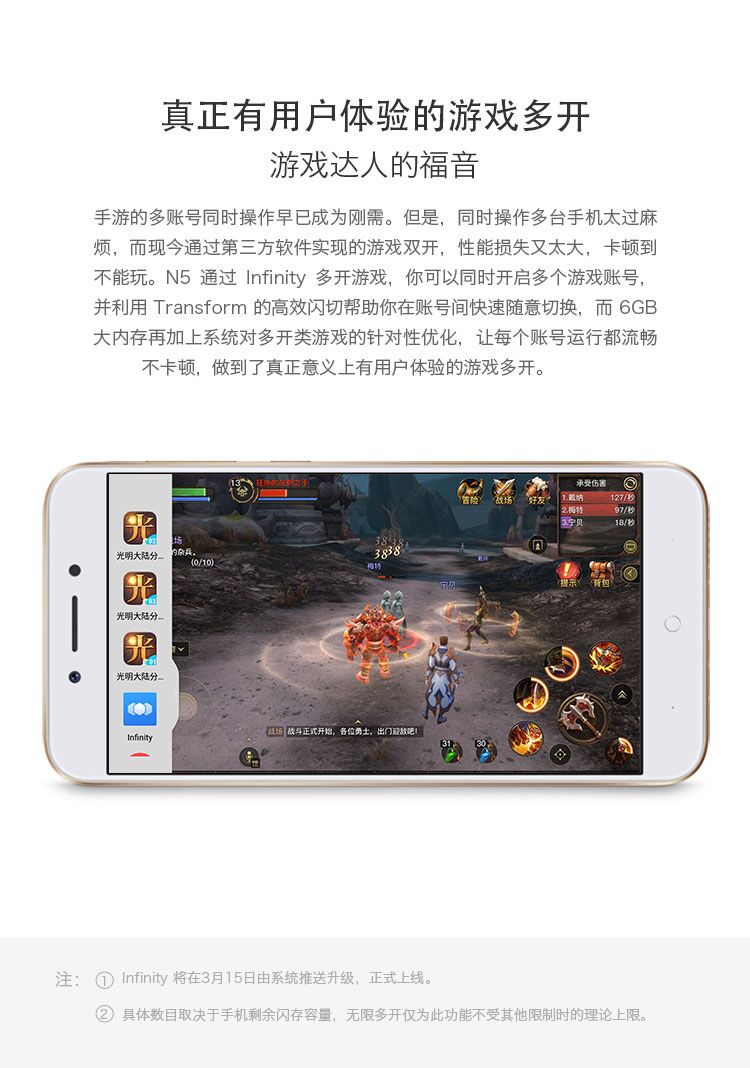 真正有用户体验的游戏多开
游戏达人的福音
手游的多账号同时操作早已成为刚需。但是，同时操作多台手机太过麻
烦，而现今通过第三方软件实现的游戏双开，性能损失又太大，卡顿到
不能玩。N5 通过 Infinity 多开游戏，你可以同时开启多个游戏账号，
并利用 Transform 的高效闪切帮助你在账号间快速随意切换，而 6GB
大内存再加上系统对多开类游戏的针对性优化，让每个账号运行都流畅
不卡顿，做到了真正意义上有用户体验的游戏多开。
13
狂热的灰烬之手
冒险
战场
好友
承受伤害
1.戴纳 127/秒
2.梅特 97/秒
3.宁贝 18/秒
光
02
光明大陆分...
场
的杂兵。
(0/10)
3838
3838
梅特
戴纳
宁贝
提示
背包
光
03
光明大陆分...
光
01
光明大陆分...
Infinity
战场 战斗正式开始，各位勇士，出门迎敌吧！
31
30
注： ① Infinity 将在3月15日由系统推送升级，正式上线。
② 具体数目取决于手机剩余闪存容量，无限多开仅为此功能不受其他限制时的理论上限。